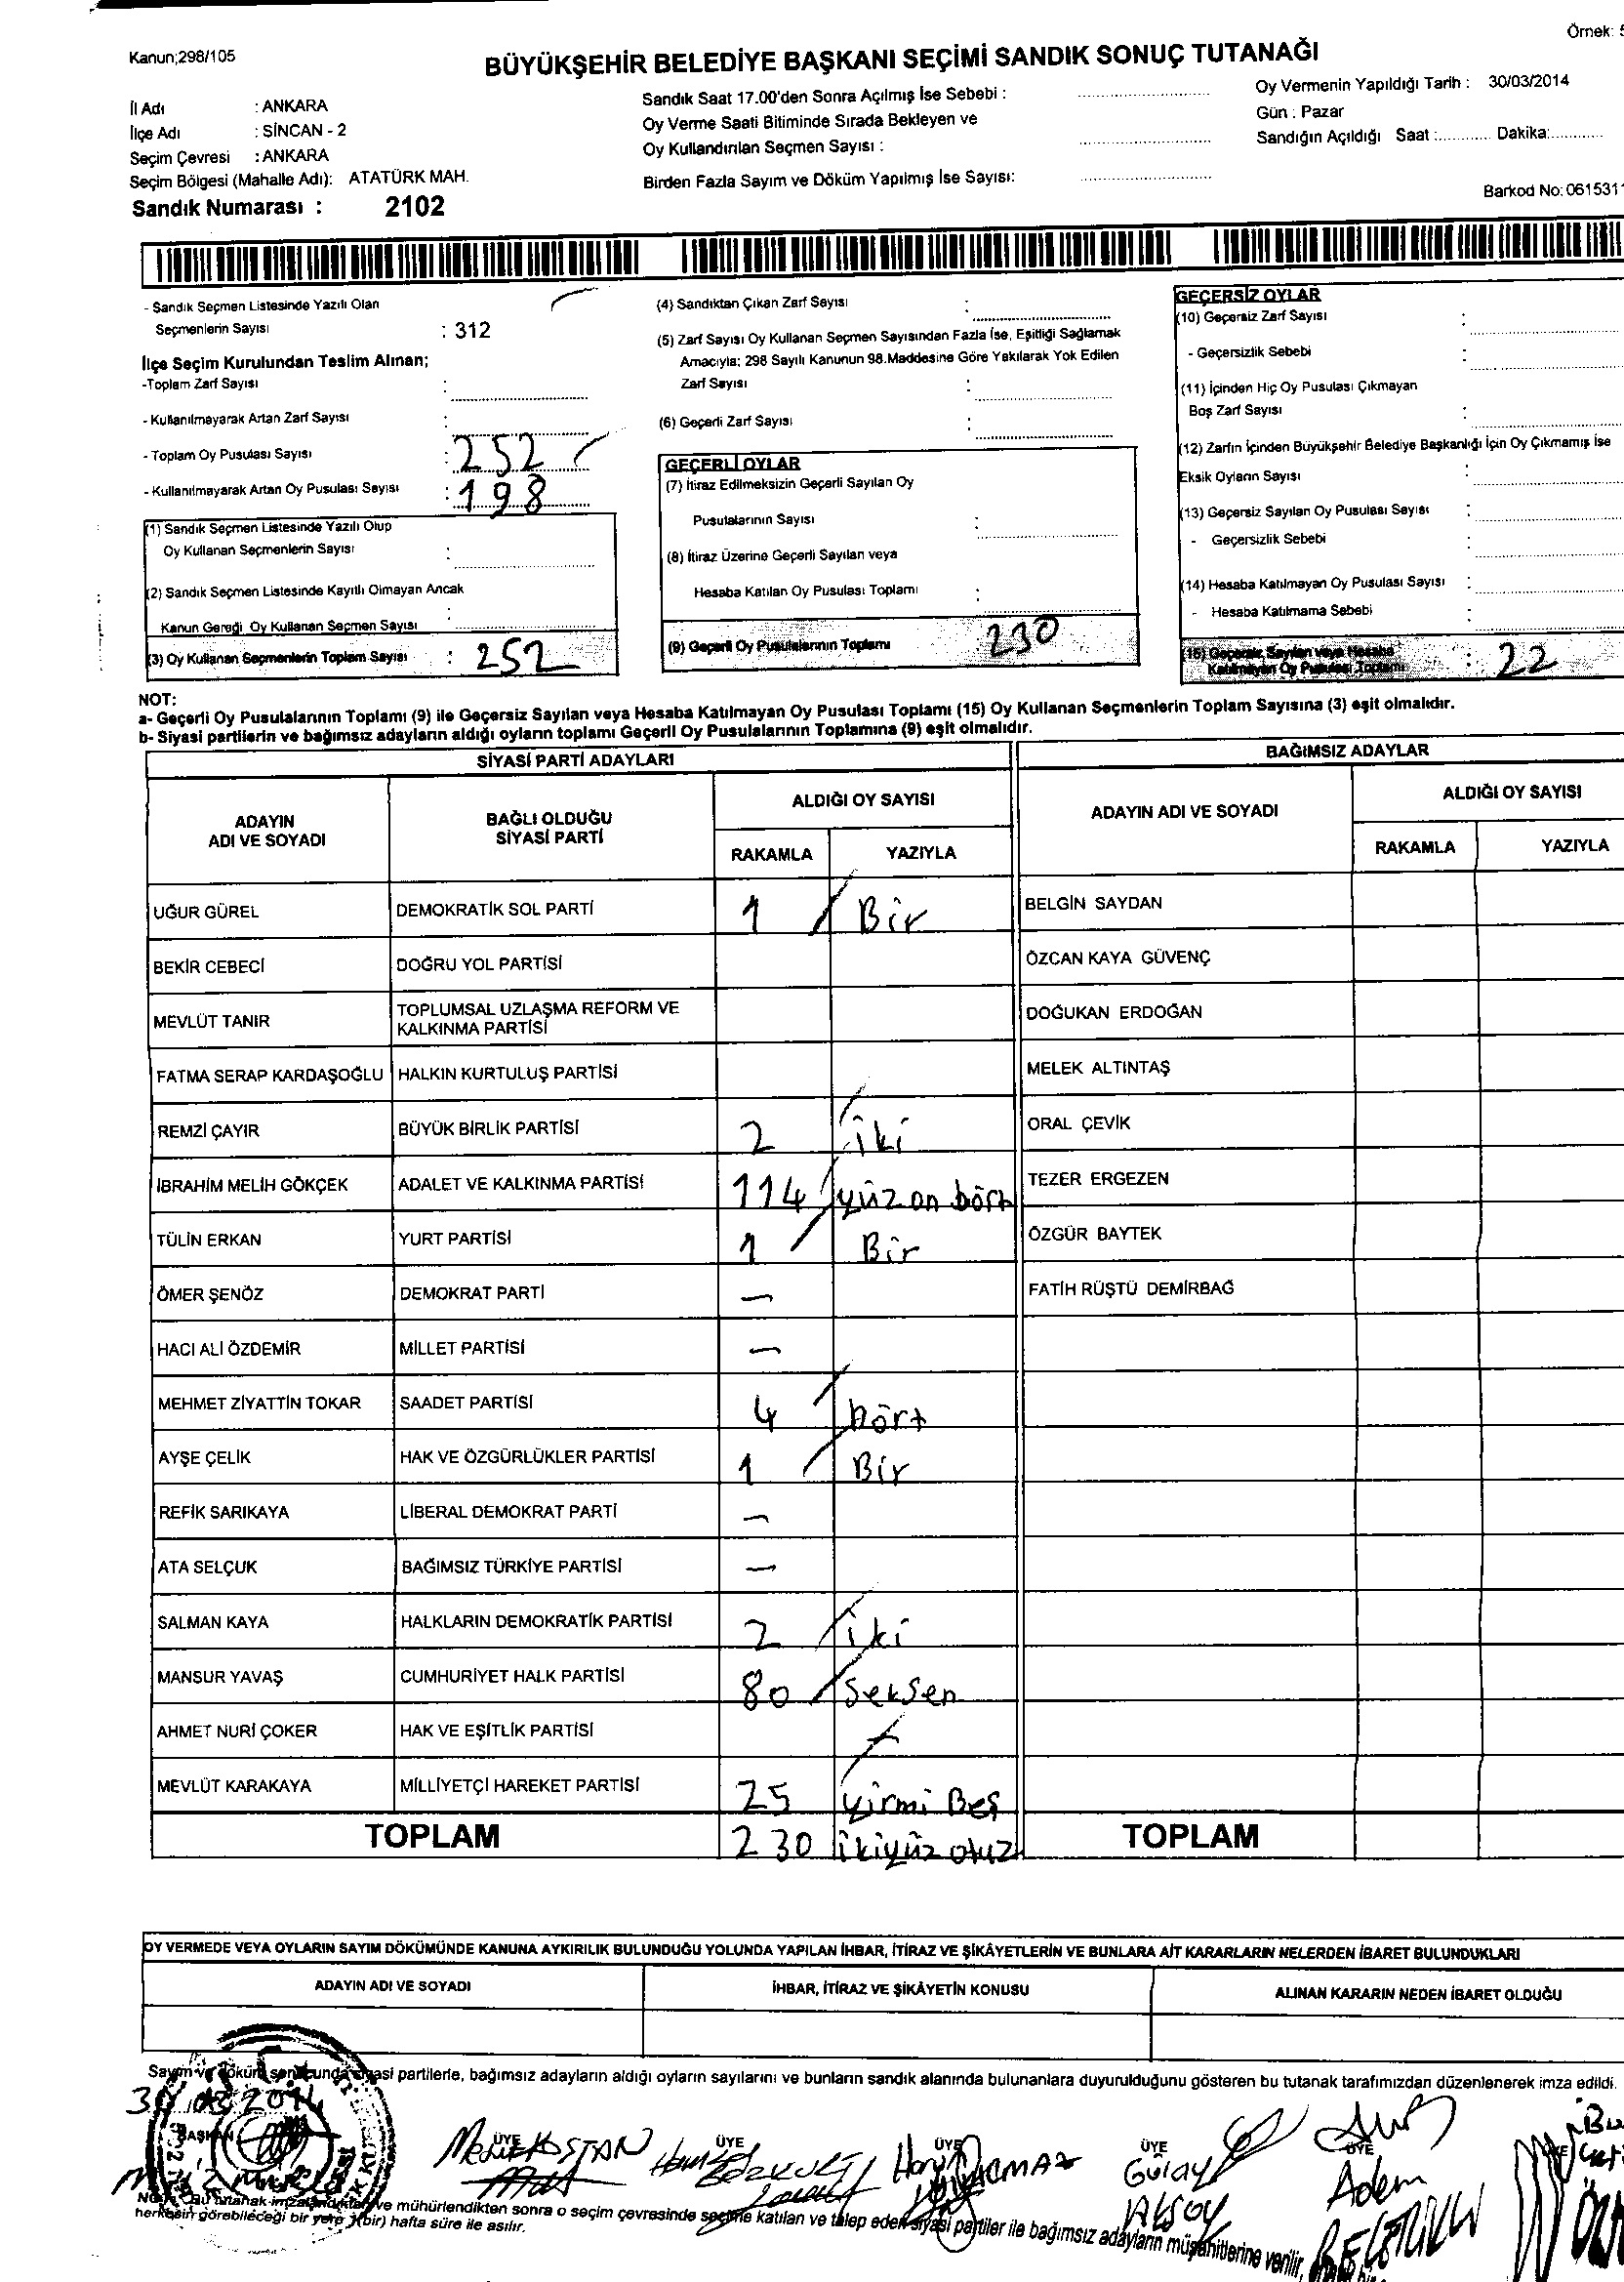 Örnek: 5
Kanun;298/105
BÜYÜKŞEHİR BELEDİYE BAŞKANI SEÇİMİ SANDIK SONUÇ TUTANAĞI
İl Adı : ANKARA
İlçe Adı : SİNCAN - 2
Seçim Çevresi : ANKARA
Seçim Bölgesi (Mahalle Adı): ATATÜRK MAH.
Sandık Numarası : 2102
Sandık Saat 17.00'den Sonra Açılmış İse Sebebi :
Oy Verme Saati Bitiminde Sırada Bekleyen ve
Oy Kullandırılan Seçmen Sayısı :
Birden Fazla Sayım ve Döküm Yapılmış İse Sayısı:
Oy Vermenin Yapıldığı Tarih : 30/03/2014
Gün : Pazar
Sandığın Açıldığı Saat :............ Dakika:...........
Barkod No: 061531
- Sandık Seçmen Listesinde Yazılı Olan
Seçmenlerin Sayısı : 312
İlçe Seçim Kurulundan Teslim Alınan;
-Toplam Zarf Sayısı :
- Kullanılmayarak Artan Zarf Sayısı :
- Toplam Oy Pusulası Sayısı : 252
- Kullanılmayarak Artan Oy Pusulası Sayısı : 198
(1) Sandık Seçmen Listesinde Yazılı Olup
Oy Kullanan Seçmenlerin Sayısı :
(2) Sandık Seçmen Listesinde Kayıtlı Olmayan Ancak
Kanun Gereği Oy Kullanan Seçmen Sayısı :
(3) Oy Kullanan Seçmenlerin Toplam Sayısı : 252
(4) Sandıktan Çıkan Zarf Sayısı :
(5) Zarf Sayısı Oy Kullanan Seçmen Sayısından Fazla İse, Eşitliği Sağlamak
Amacıyla; 298 Sayılı Kanunun 98.Maddesine Göre Yakılarak Yok Edilen
Zarf Sayısı :
(6) Geçerli Zarf Sayısı :
GEÇERLİ OYLAR
(7) İtiraz Edilmeksizin Geçerli Sayılan Oy
Pusulalarının Sayısı :
(8) İtiraz Üzerine Geçerli Sayılan veya
Hesaba Katılan Oy Pusulası Toplamı :
(9) Geçerli Oy Pusulalarının Toplamı : 230
GEÇERSİZ OYLAR
(10) Geçersiz Zarf Sayısı :
- Geçersizlik Sebebi :
(11) İçinden Hiç Oy Pusulası Çıkmayan
Boş Zarf Sayısı :
(12) Zarfın İçinden Büyükşehir Belediye Başkanlığı İçin Oy Çıkmamış İse
Eksik Oyların Sayısı :
(13) Geçersiz Sayılan Oy Pusulası Sayısı :
- Geçersizlik Sebebi :
(14) Hesaba Katılmayan Oy Pusulası Sayısı :
- Hesaba Katılmama Sebebi :
(15) Geçersiz Sayılan veya Hesaba
Katılmayan Oy Pusulası Toplamı : 22
NOT:
a- Geçerli Oy Pusulalarının Toplamı (9) ile Geçersiz Sayılan veya Hesaba Katılmayan Oy Pusulası Toplamı (15) Oy Kullanan Seçmenlerin Toplam Sayısına (3) eşit olmalıdır.
b- Siyasi partilerin ve bağımsız adayların aldığı oyların toplamı Geçerli Oy Pusulalarının Toplamına (9) eşit olmalıdır.
SİYASİ PARTİ ADAYLARI
ADAYIN ADI VE SOYADI
BAĞLI OLDUĞU SİYASİ PARTİ
ALDIĞI OY SAYISI
RAKAMLA YAZIYLA
UĞUR GÜREL DEMOKRATİK SOL PARTİ 1 Bir
BEKİR CEBECİ DOĞRU YOL PARTİSİ
MEVLÜT TANIR TOPLUMSAL UZLAŞMA REFORM VE KALKINMA PARTİSİ
FATMA SERAP KARDAŞOĞLU HALKIN KURTULUŞ PARTİSİ
REMZİ ÇAYIR BÜYÜK BİRLİK PARTİSİ 2 iki
İBRAHİM MELİH GÖKÇEK ADALET VE KALKINMA PARTİSİ 114 yüz on dört
TÜLİN ERKAN YURT PARTİSİ 1 Bir
ÖMER ŞENÖZ DEMOKRAT PARTİ —
HACI ALİ ÖZDEMİR MİLLET PARTİSİ —
MEHMET ZİYATTİN TOKAR SAADET PARTİSİ 4 Dört
AYŞE ÇELİK HAK VE ÖZGÜRLÜKLER PARTİSİ 1 Bir
REFİK SARIKAYA LİBERAL DEMOKRAT PARTİ —
ATA SELÇUK BAĞIMSIZ TÜRKİYE PARTİSİ —
SALMAN KAYA HALKLARIN DEMOKRATİK PARTİSİ 2 iki
MANSUR YAVAŞ CUMHURİYET HALK PARTİSİ 80 Seksen
AHMET NURİ ÇOKER HAK VE EŞİTLİK PARTİSİ
MEVLÜT KARAKAYA MİLLİYETÇİ HAREKET PARTİSİ 25 yirmi Beş
TOPLAM 230 ikiyüz otuz
BAĞIMSIZ ADAYLAR
ADAYIN ADI VE SOYADI
ALDIĞI OY SAYISI
RAKAMLA YAZIYLA
BELGİN SAYDAN
ÖZCAN KAYA GÜVENÇ
DOĞUKAN ERDOĞAN
MELEK ALTINTAŞ
ORAL ÇEVİK
TEZER ERGEZEN
ÖZGÜR BAYTEK
FATİH RÜŞTÜ DEMİRBAĞ
TOPLAM
OY VERMEDE VEYA OYLARIN SAYIM DÖKÜMÜNDE KANUNA AYKIRILIK BULUNDUĞU YOLUNDA YAPILAN İHBAR, İTİRAZ VE ŞİKÂYETLERİN VE BUNLARA AİT KARARLARIN NELERDEN İBARET BULUNDUKLARI
ADAYIN ADI VE SOYADI
İHBAR, İTİRAZ VE ŞİKÂYETİN KONUSU
ALINAN KARARIN NEDEN İBARET OLDUĞU
Sayım ve döküm sonucunda siyasi partilerle, bağımsız adayların aldığı oyların sayılarını ve bunların sandık alanında bulunanlara duyurulduğunu gösteren bu tutanak tarafımızdan düzenlenerek imza edildi.
BAŞKAN ÜYE ÜYE ÜYE ÜYE ÜYE
Gülay
AKSOY
Adem
NOT: Bu tutanak imzalandıktan ve mühürlendikten sonra o seçim çevresinde seçime katılan ve talep eden siyasi partiler ile bağımsız adayların müşahitlerine verilir,
herkesin görebileceği bir yere 1(bir) hafta süre ile asılır.